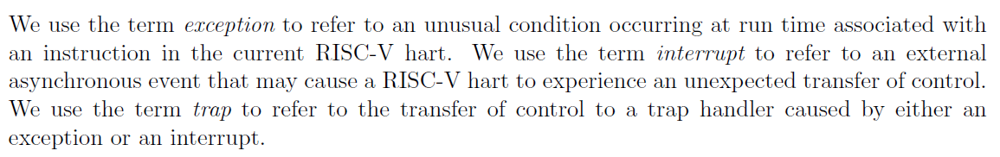 We use the term exception to refer to an unusual condition occurring at run time associated with
an instruction in the current RISC-V hart. We use the term interrupt to refer to an external
asynchronous event that may cause a RISC-V hart to experience an unexpected transfer of control.
We use the term trap to refer to the transfer of control to a trap handler caused by either an
exception or an interrupt.